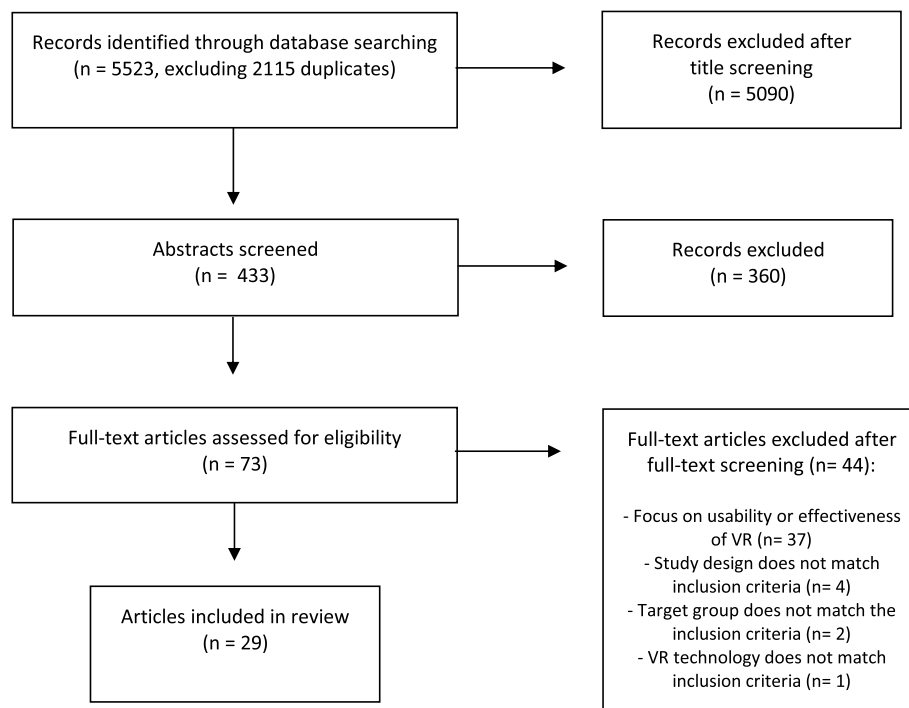 Records identified through database searching
(n = 5523, excluding 2115 duplicates)
Records excluded after
title screening
(n = 5090)
Abstracts screened
(n =  433)
Records excluded
(n = 360)
Full-text articles assessed for eligibility
(n = 73)
Full-text articles excluded after
full-text screening (n= 44):
- Focus on usability or effectiveness
of VR (n= 37)
- Study design does not match
inclusion criteria (n= 4)
- Target group does not match the
inclusion criteria (n= 2)
- VR technology does not match
inclusion criteria (n= 1)
Articles included in review
(n = 29)